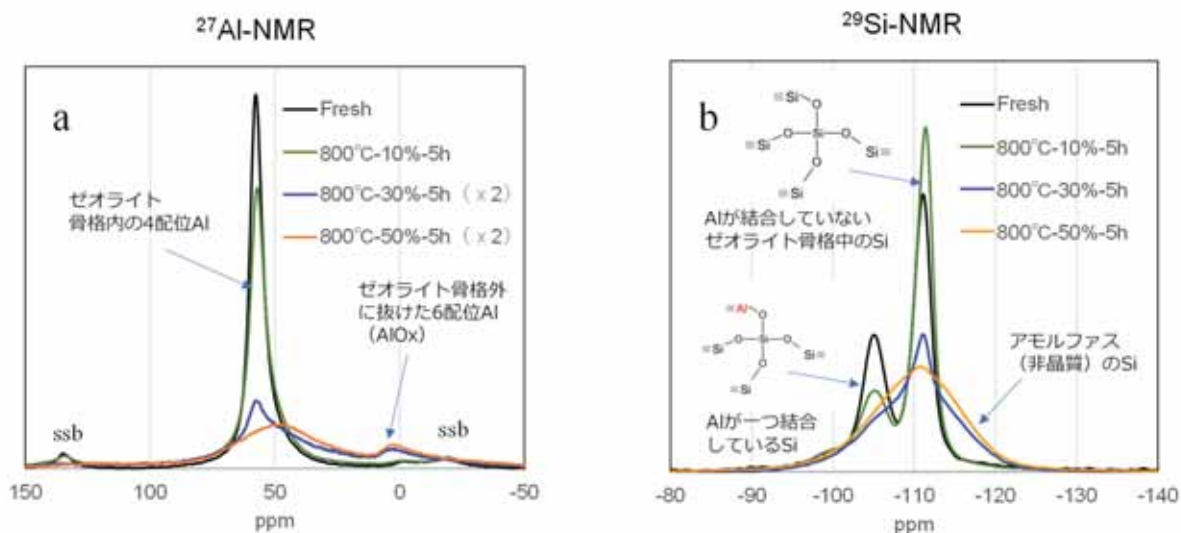 ²⁷Al-NMR
a
Fresh
800℃-10%-5h
800℃-30%-5h（x2）
800℃-50%-5h（x2）
ゼオライト
骨格内の4配位Al
ゼオライト骨格外
に抜けた6配位Al
（AlOx）
ssb
ssb
150 100 50 0 -50
ppm
²⁹Si-NMR
b
Fresh
800℃-10%-5h
800℃-30%-5h
800℃-50%-5h
≡Si
O
≡Si O Si O Si≡
O
≡Si
Alが結合していない
ゼオライト骨格中のSi
≡Al
O
≡Si O Si O Si≡
O
≡Si
Alが一つ結合
しているSi
アモルファス
（非晶質）のSi
-80 -90 -100 -110 -120 -130 -140
ppm